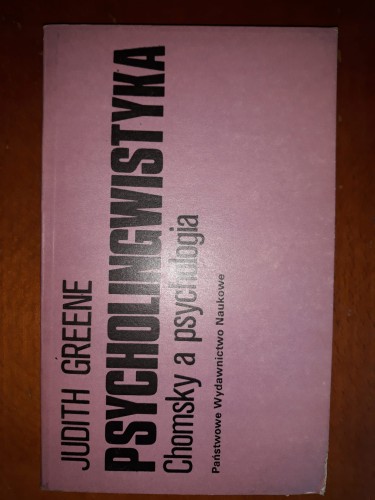 JUDITH GREENE
PSYCHOLINGWISTYKA
Chomsky a psychologia
Państwowe Wydawnictwo Naukowe